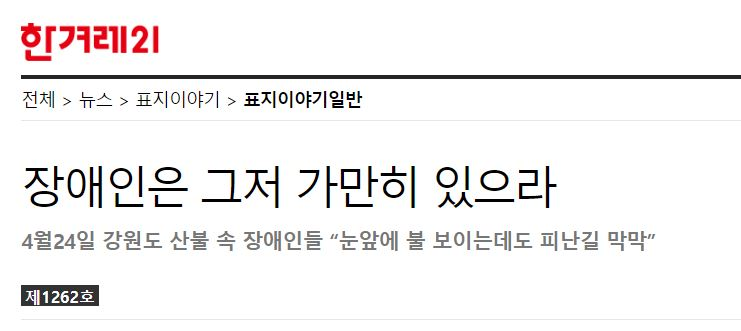 한겨레21
전체 > 뉴스 > 표지이야기 > 표지이야기일반
장애인은 그저 가만히 있으라
4월24일 강원도 산불 속 장애인들 “눈앞에 불 보이는데도 피난길 막막”
제1262호